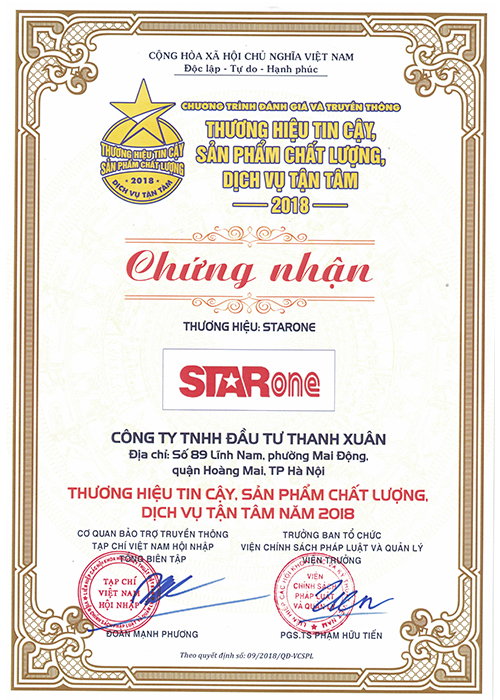 CỘNG HÒA XÃ HỘI CHỦ NGHĨA VIỆT NAM
Độc lập - Tự do - Hạnh phúc
CHƯƠNG TRÌNH ĐÁNH GIÁ VÀ TRUYỀN THÔNG
THƯƠNG HIỆU TIN CẬY,
SẢN PHẨM CHẤT LƯỢNG,
DỊCH VỤ TẬN TÂM
2018
THƯƠNG HIỆU TIN CẬY
SẢN PHẨM CHẤT LƯỢNG
2018
DỊCH VỤ TẬN TÂM
Chứng nhận
THƯƠNG HIỆU: STARONE
STARone
CÔNG TY TNHH ĐẦU TƯ THANH XUÂN
Địa chỉ: Số 89 Lĩnh Nam, phường Mai Động,
quận Hoàng Mai, TP Hà Nội
THƯƠNG HIỆU TIN CẬY, SẢN PHẨM CHẤT LƯỢNG,
DỊCH VỤ TẬN TÂM NĂM 2018
CƠ QUAN BẢO TRỢ TRUYỀN THÔNG
TẠP CHÍ VIỆT NAM HỘI NHẬP
TỔNG BIÊN TẬP
TẠP CHÍ
VIỆT NAM
HỘI NHẬP
ĐOÀN MẠNH PHƯƠNG
TRƯỞNG BAN TỔ CHỨC
VIỆN CHÍNH SÁCH PHÁP LUẬT VÀ QUẢN LÝ
VIỆN TRƯỞNG
VIỆN
CHÍNH SÁCH
PHÁP LUẬT
VÀ QUẢN LÝ
PGS.TS PHẠM HỮU TIẾN
Theo quyết định số: 09/2018/QĐ-VCSPL